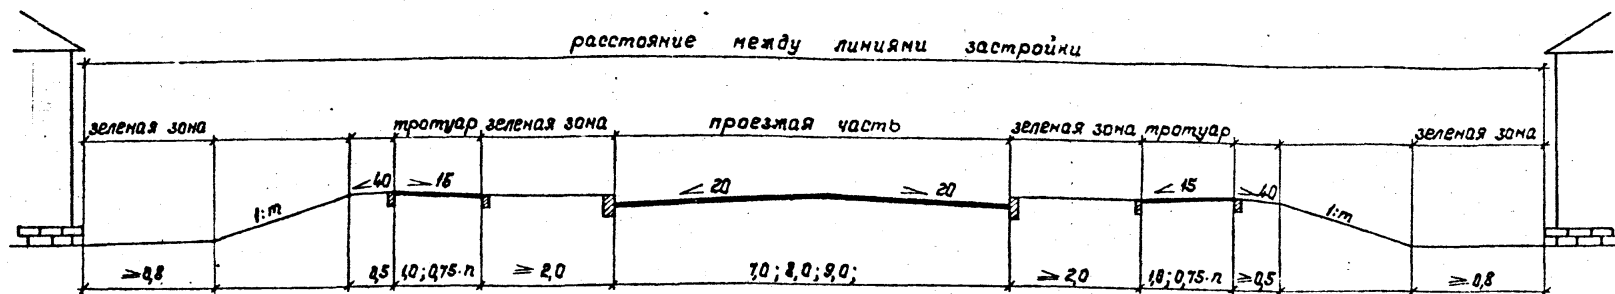 расстояние между линиями застройки
зеленая зона тротуар зеленая зона проезжая часть зеленая зона тротуар зеленая зона
40 15 20 20 15 40
1:m 1:m
≥0,8 0,5 1,0; 0,75·n ≥2,0 7,0; 8,0; 9,0; ≥2,0 1,0; 0,75·n ≥0,5 ≥0,8